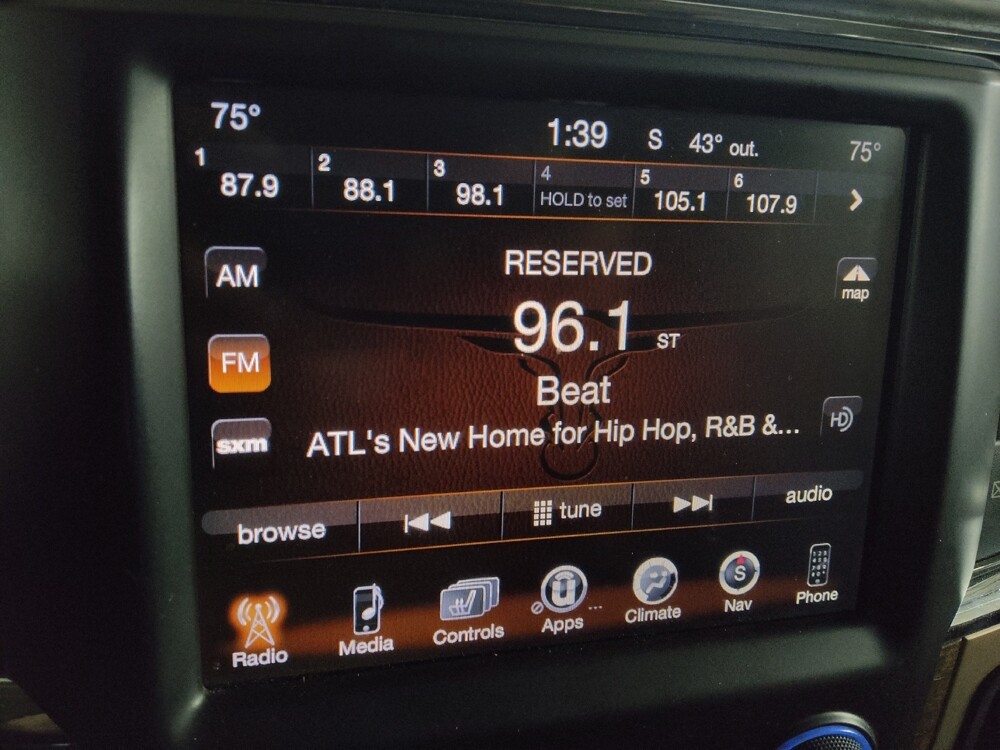 75° 1:39 S 43° out. 75°
1 2 3 4 5 6
87.9 88.1 98.1 HOLD to set 105.1 107.9
RESERVED
AM
map
96.1 ST
FM
Beat
HD
sxm
ATL's New Home for Hip Hop, R&B &...
browse tune audio
Radio Media Controls Apps ... Climate S Nav Phone